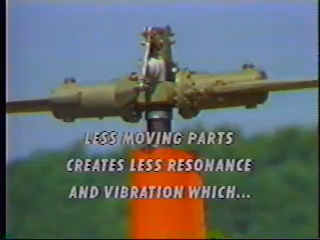 LESS MOVING PARTS
CREATES LESS RESONANCE
AND VIBRATION WHICH...